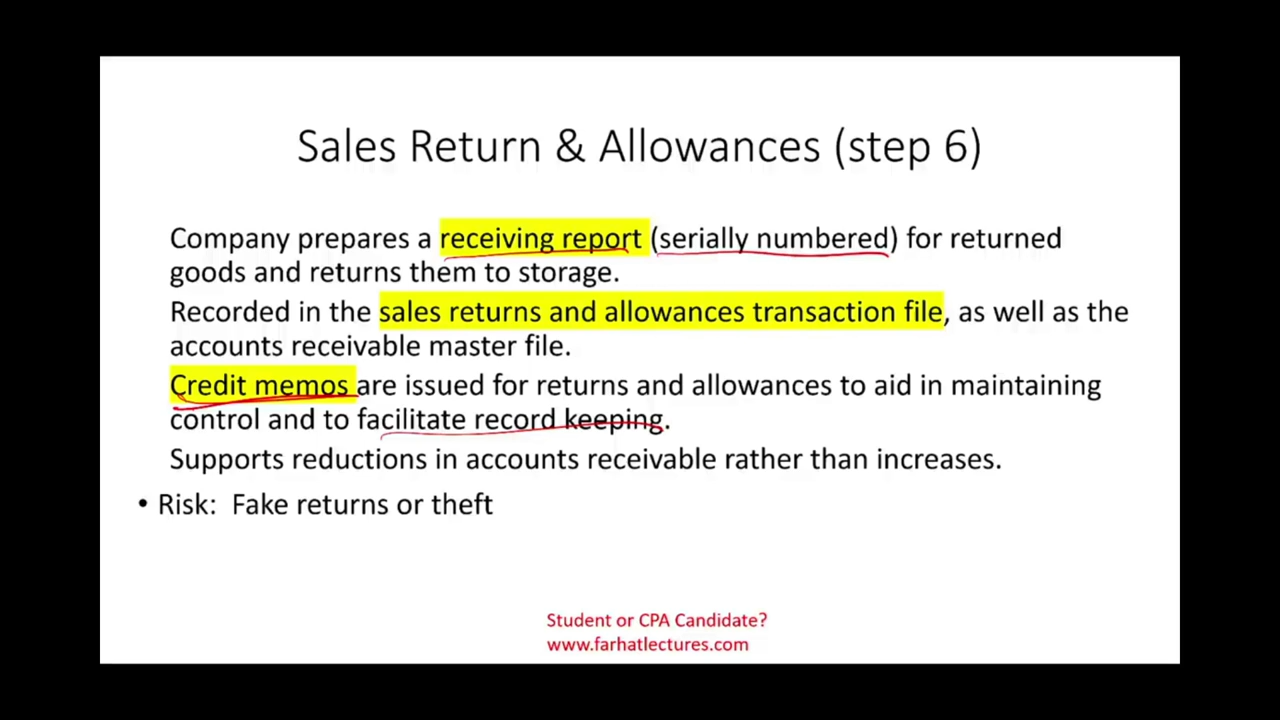 Sales Return & Allowances (step 6)
Company prepares a receiving report (serially numbered) for returned
goods and returns them to storage.
Recorded in the sales returns and allowances transaction file, as well as the
accounts receivable master file.
Credit memos are issued for returns and allowances to aid in maintaining
control and to facilitate record keeping.
Supports reductions in accounts receivable rather than increases.
• Risk: Fake returns or theft
Student or CPA Candidate?
www.farhatlectures.com